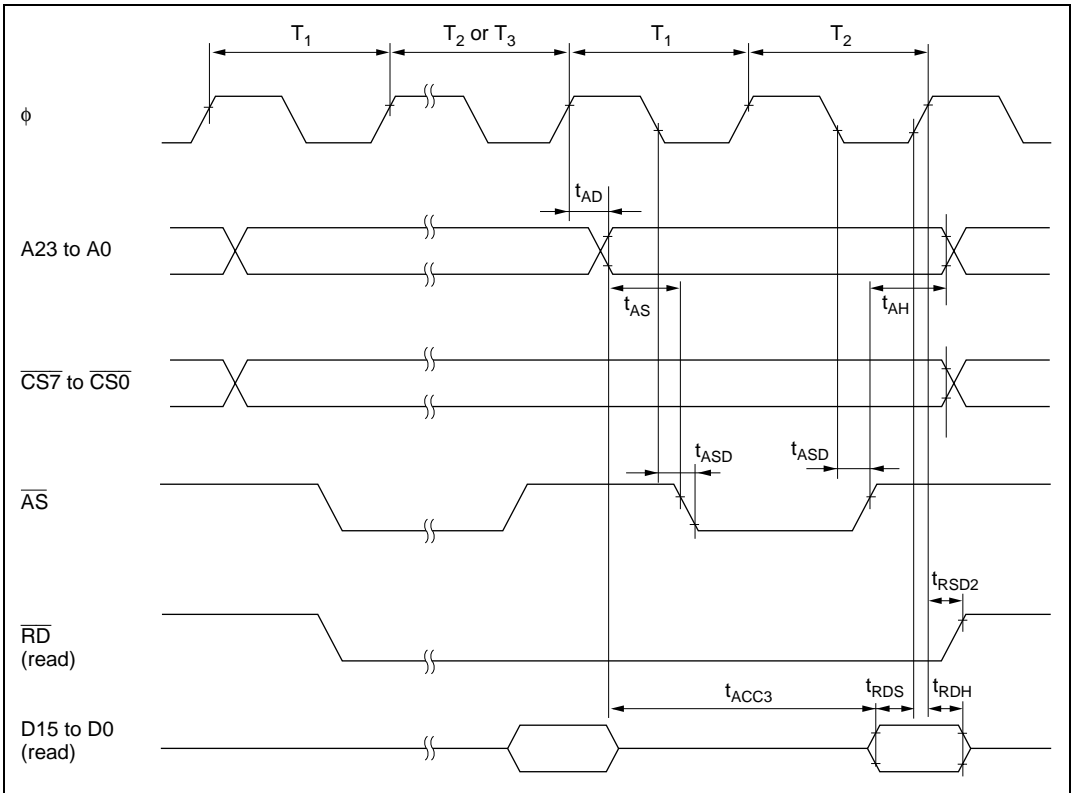 T1 T2 or T3 T1 T2
ϕ
tAD
A23 to A0
tAS tAH
CS7 to CS0
tASD tASD
AS
tRSD2
RD
(read)
tACC3 tRDS tRDH
D15 to D0
(read)